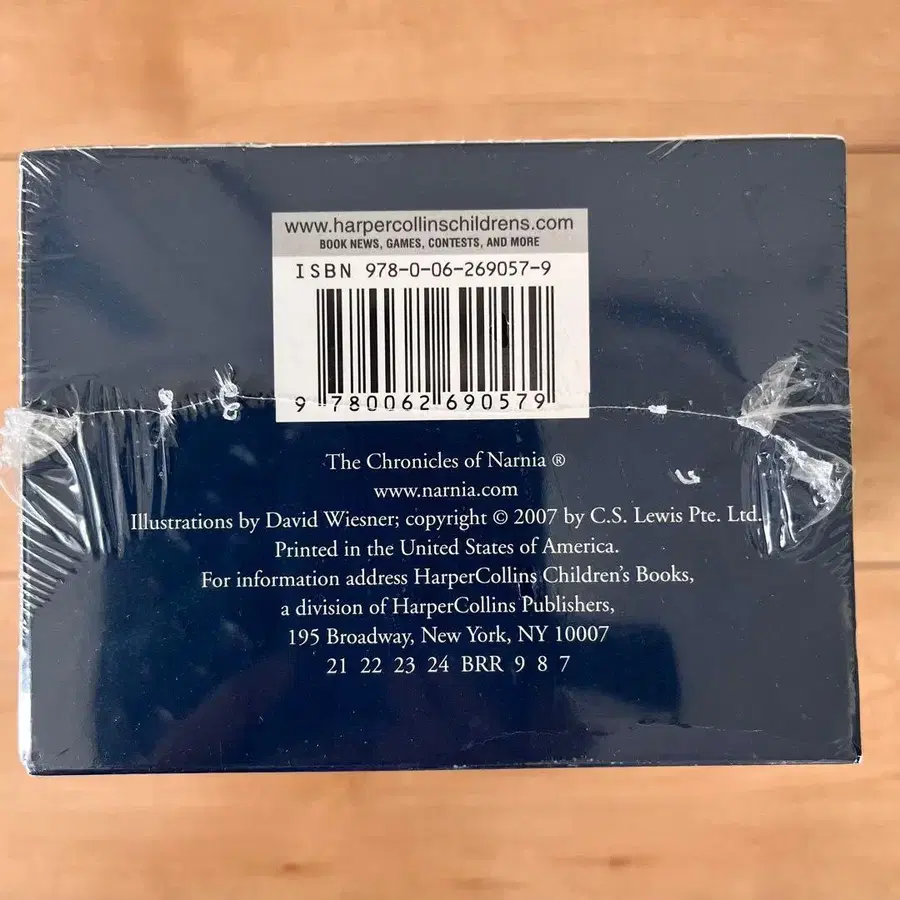 www.harpercollinschildrens.com
BOOK NEWS, GAMES, CONTESTS, AND MORE
ISBN 978-0-06-269057-9
9 780062 690579
The Chronicles of Narnia ®
www.narnia.com
Illustrations by David Wiesner; copyright © 2007 by C.S. Lewis Pte. Ltd.
Printed in the United States of America.
For information address HarperCollins Children's Books,
a division of HarperCollins Publishers,
195 Broadway, New York, NY 10007
21 22 23 24 BRR 9 8 7